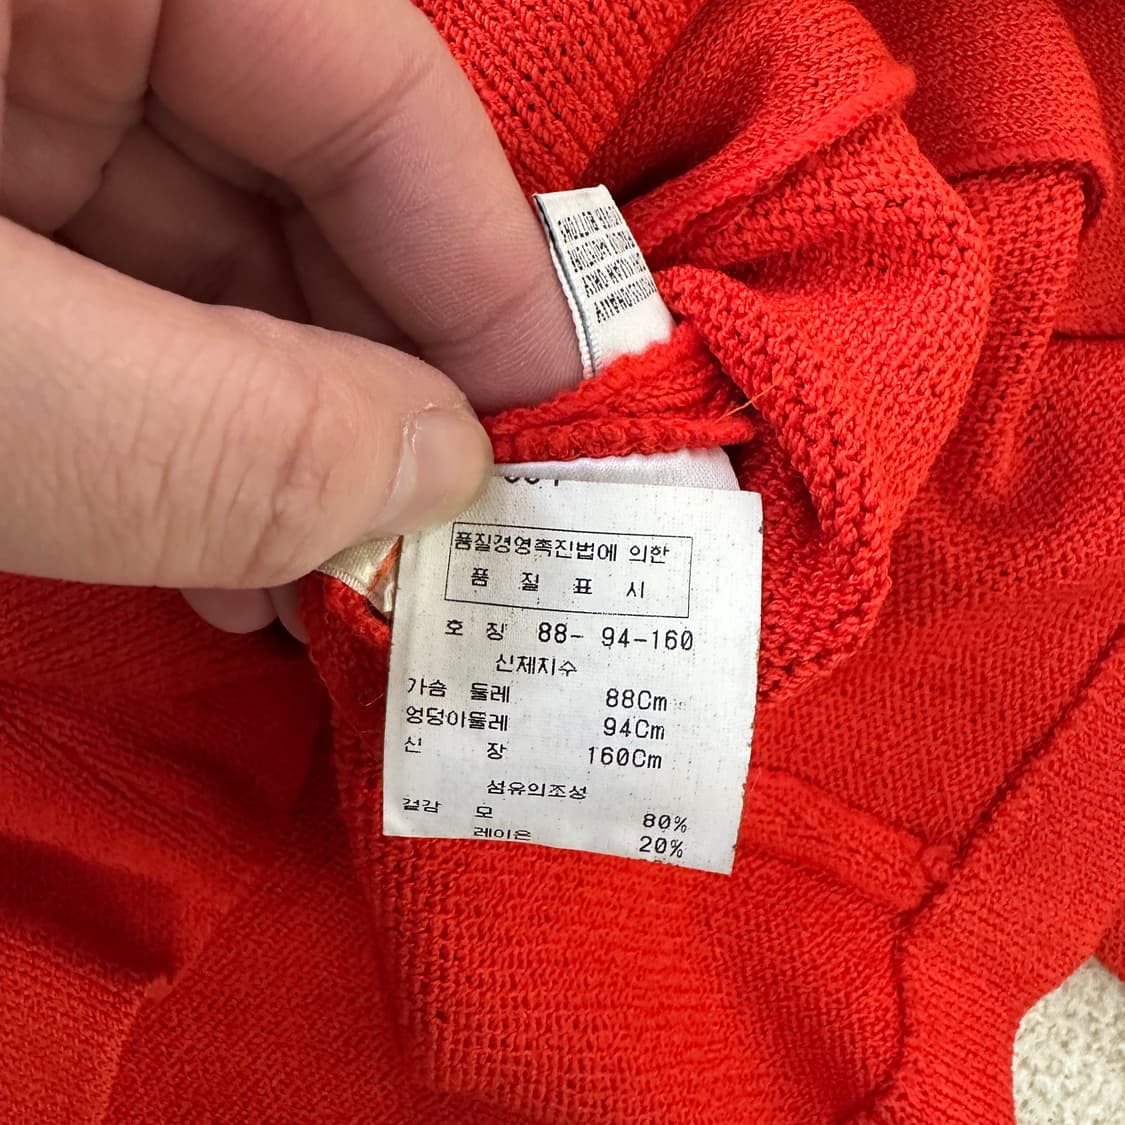 품질경영촉진법에 의한
품 질 표 시
호 칭 88- 94-160
신체치수
가슴 둘레 88Cm
엉덩이둘레 94Cm
신 장 160Cm
섬유의조성
겉감 모 80%
레이온 20%